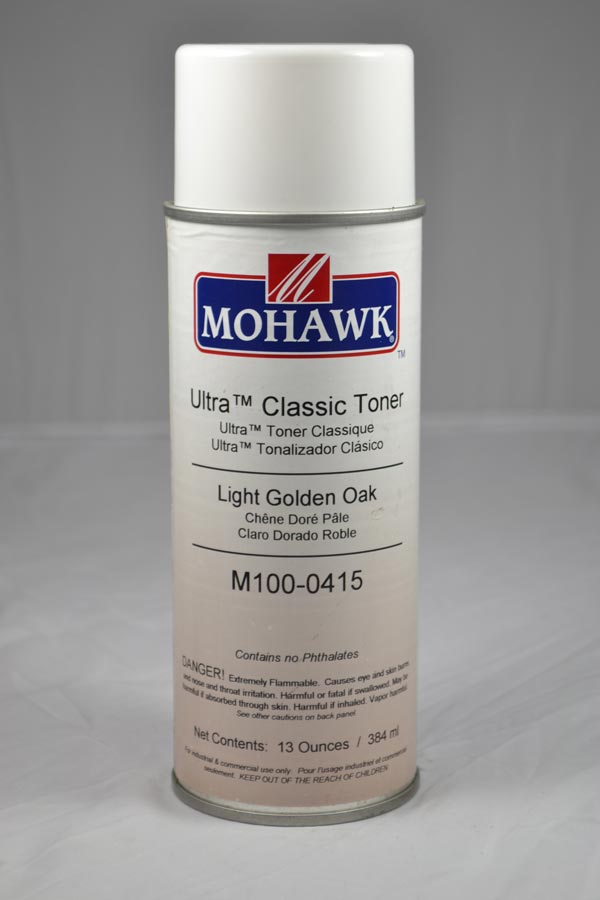 M
MOHAWK®
TM
Ultra™ Classic Toner
Ultra™ Toner Classique
Ultra™ Tonalizador Clásico
Light Golden Oak
Chêne Doré Pâle
Claro Dorado Roble
M100-0415
Contains no Phthalates
DANGER! Extremely Flammable. Causes eye and skin burns
and nose and throat irritation. Harmful or fatal if swallowed. May be
harmful if absorbed through skin. Harmful if inhaled. Vapor harmful.
See other cautions on back panel.
Net Contents: 13 Ounces / 384 ml
For industrial & commercial use only. Pour l'usage industriel et commercial
seulement. KEEP OUT OF THE REACH OF CHILDREN.